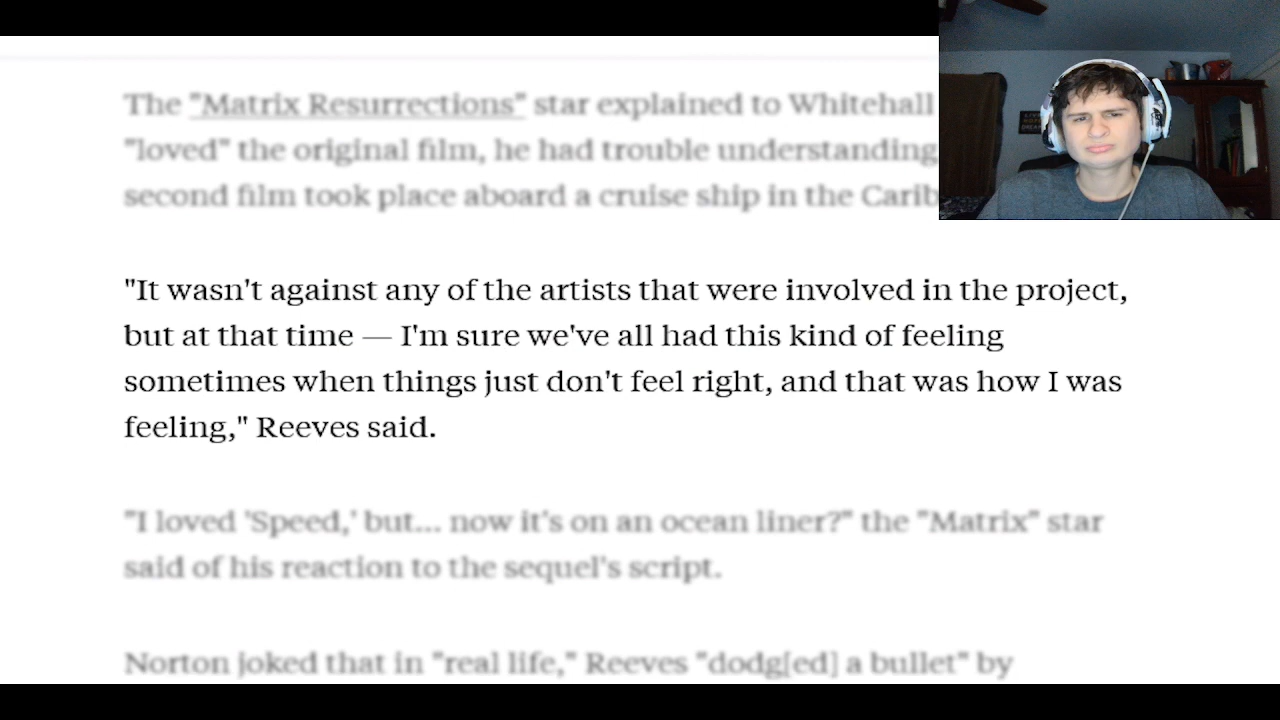 The "Matrix Resurrections" star explained to Whitehall
"loved" the original film, he had trouble understanding
second film took place aboard a cruise ship in the Carib
"It wasn't against any of the artists that were involved in the project,
but at that time — I'm sure we've all had this kind of feeling
sometimes when things just don't feel right, and that was how I was
feeling," Reeves said.
"I loved 'Speed,' but... now it's on an ocean liner?" the "Matrix" star
said of his reaction to the sequel's script.
Norton joked that in "real life," Reeves "dodg[ed] a bullet" by